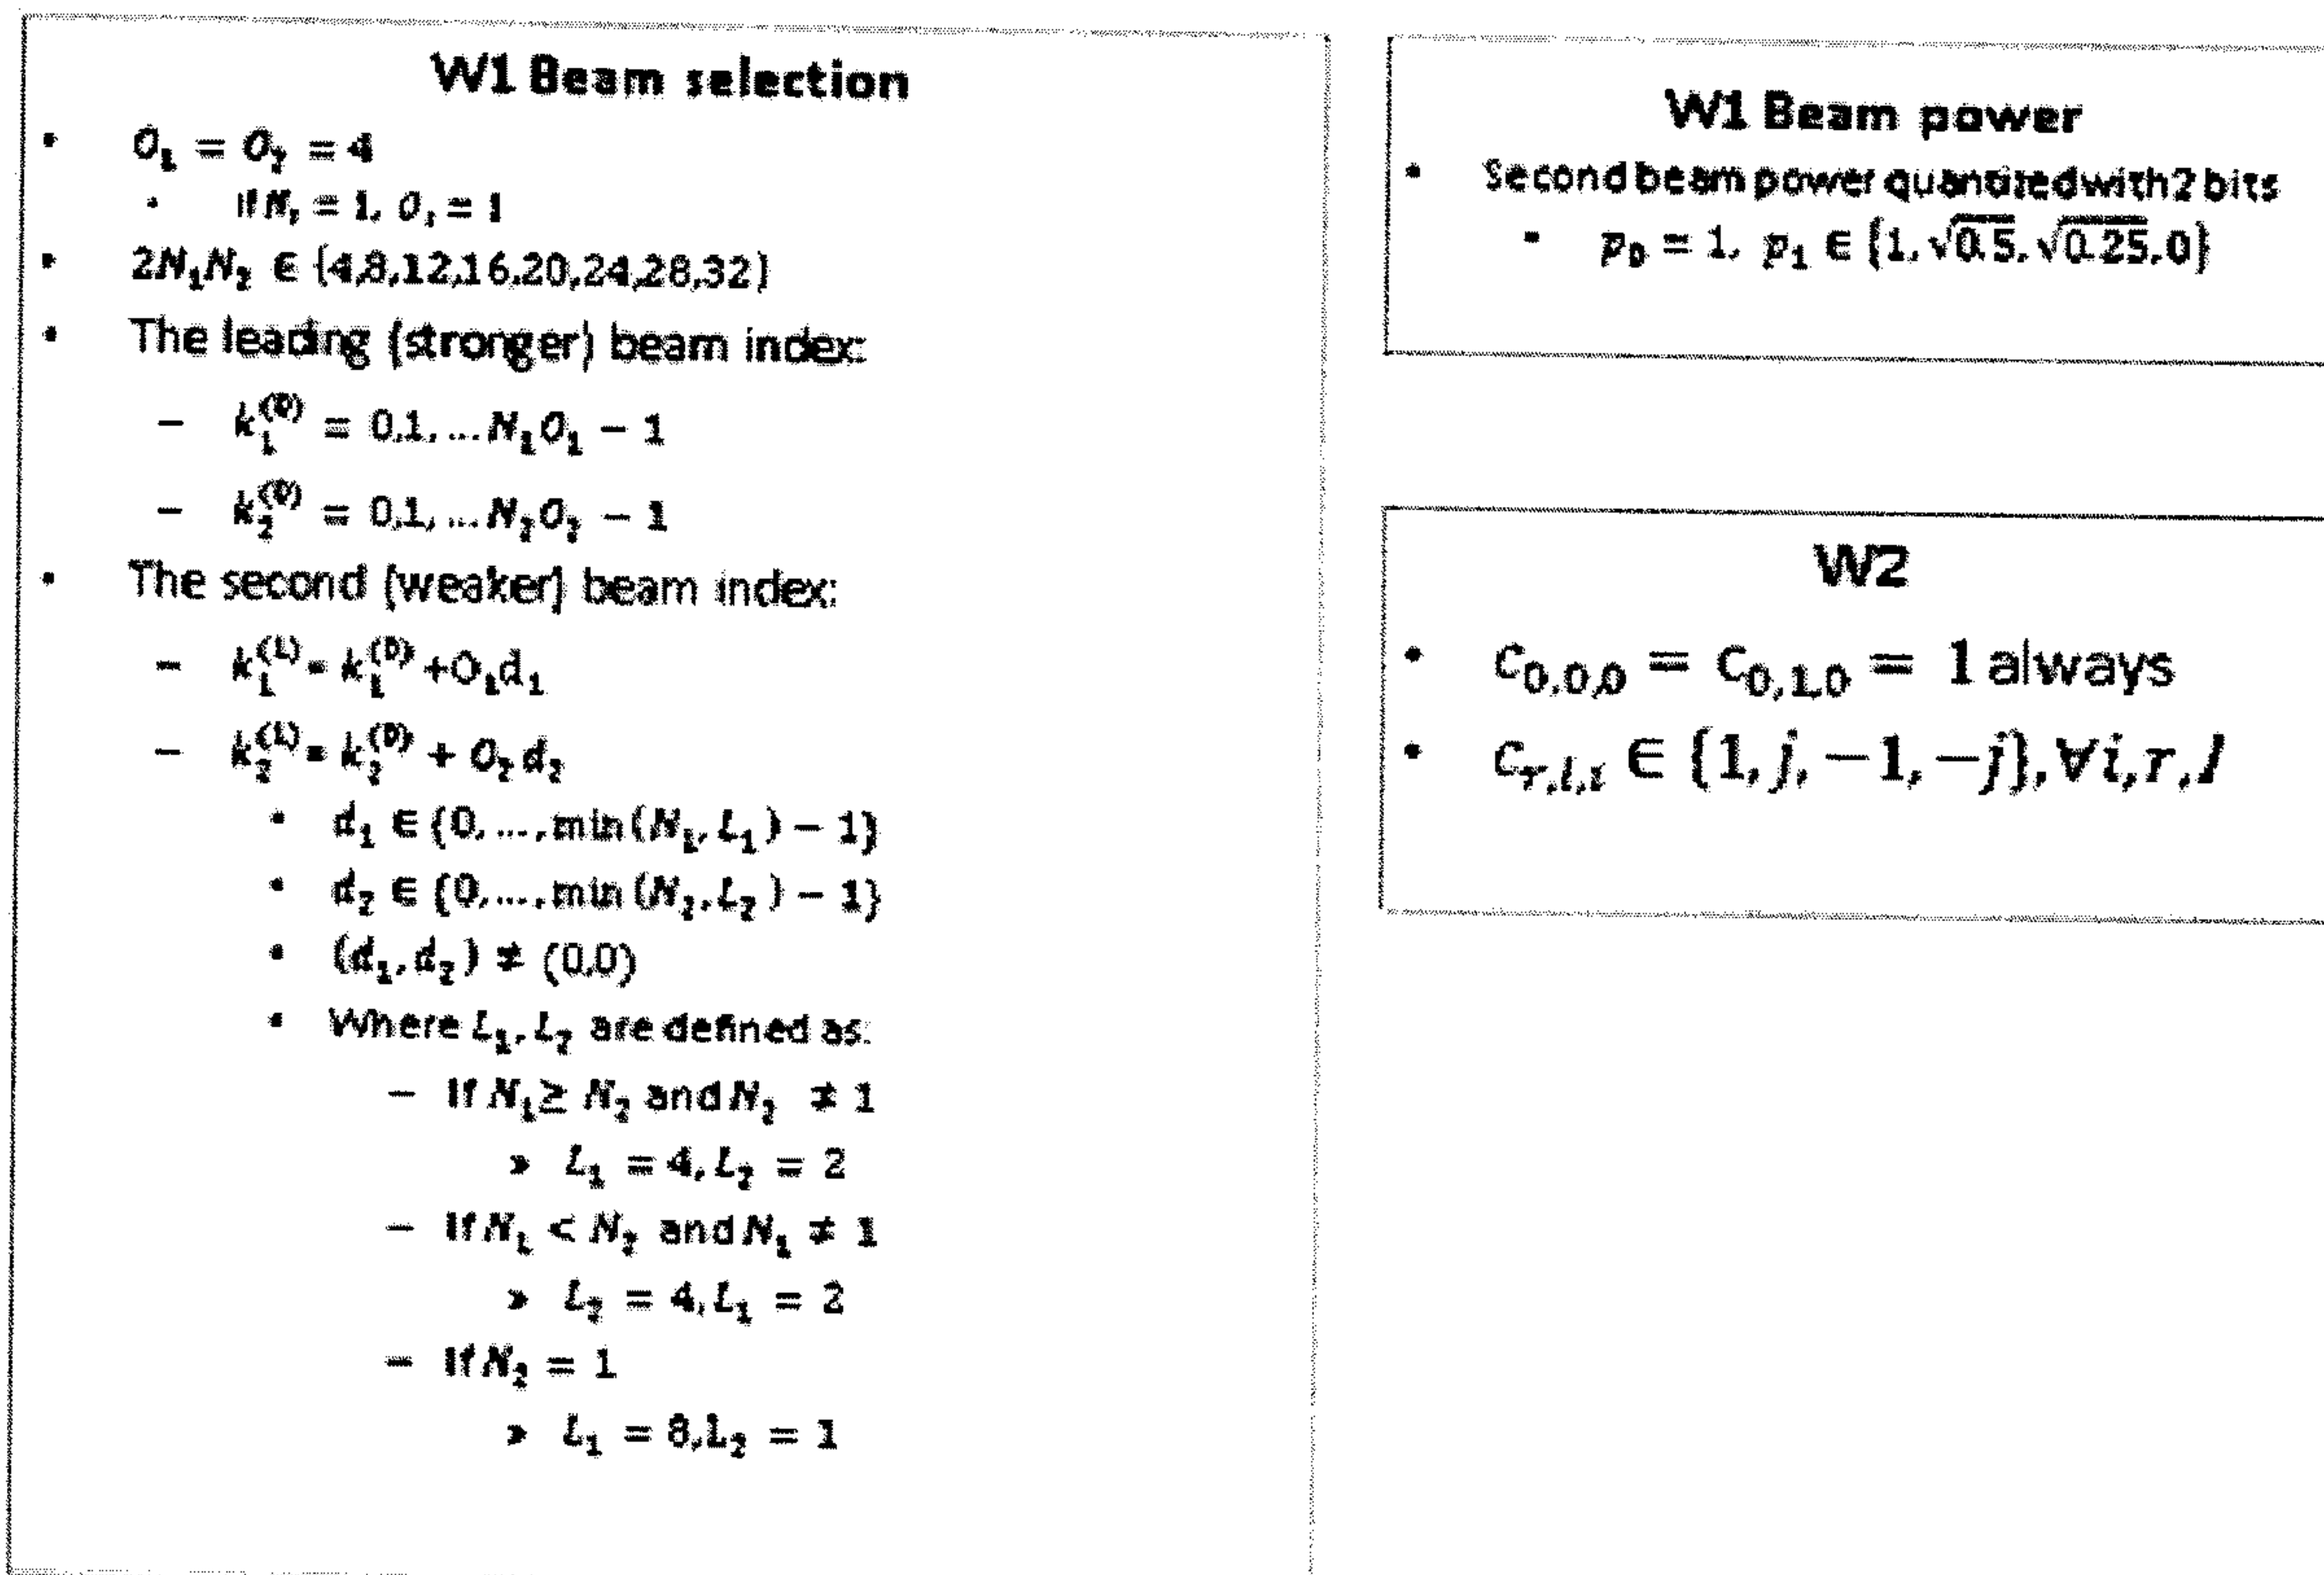 W1 Beam selection
• O₁ = O₂ = 4
• If N₂ = 1, O₂ = 1
• 2N₁N₂ ∈ {4,8,12,16,20,24,28,32}
• The leading (stronger) beam index:
– k₁^(0) = 0,1, ... N₁O₁ − 1
– k₂^(0) = 0,1, ... N₂O₂ − 1
• The second (weaker) beam index:
– k₁^(1) = k₁^(0) +O₁d₁
– k₂^(1) = k₂^(0) + O₂d₂
• d₁ ∈ {0, ..., min(N₁, L₁) − 1}
• d₂ ∈ {0, ..., min(N₂, L₂) − 1}
• (d₁, d₂) ≠ (0,0)
• Where L₁, L₂ are defined as:
– If N₁ ≥ N₂ and N₂ ≠ 1
» L₁ = 4, L₂ = 2
– If N₁ < N₂ and N₁ ≠ 1
» L₂ = 4, L₁ = 2
– If N₂ = 1
» L₁ = 8, L₂ = 1
W1 Beam power
• Second beam power quantized with 2 bits
• p₀ = 1, p₁ ∈ {1, √0.5, √0.25, 0}
W2
• c₀,₀,₀ = c₀,₁,₀ = 1 always
• c_{r,l,i} ∈ {1, j, −1, −j}, ∀i, r, l